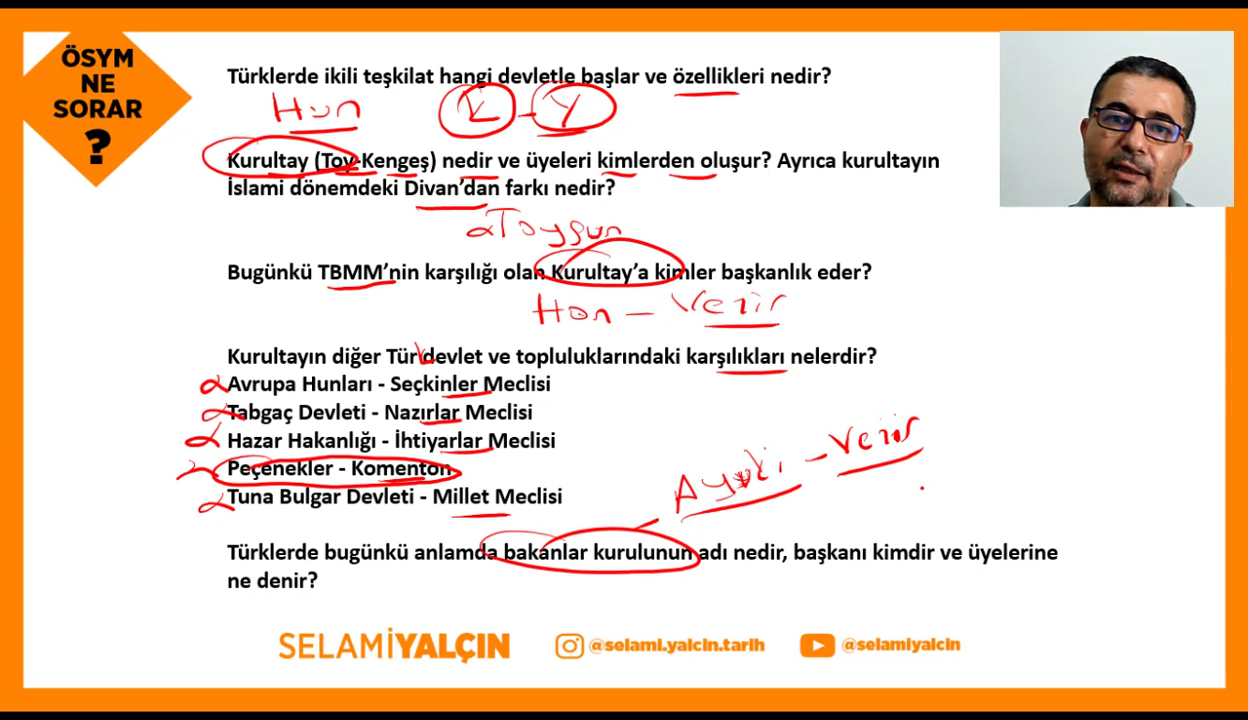 ÖSYM
NE
SORAR
?
Türklerde ikili teşkilat hangi devletle başlar ve özellikleri nedir?
Hun K - Y
Kurultay (Toy-Kengeş) nedir ve üyeleri kimlerden oluşur? Ayrıca kurultayın
İslami dönemdeki Divan'dan farkı nedir?
Toygun
Bugünkü TBMM'nin karşılığı olan Kurultay'a kimler başkanlık eder?
Han - Vezir
Kurultayın diğer Türk devlet ve topluluklarındaki karşılıkları nelerdir?
Avrupa Hunları - Seçkinler Meclisi
Tabgaç Devleti - Nazırlar Meclisi
Hazar Hakanlığı - İhtiyarlar Meclisi
Peçenekler - Komenton
Tuna Bulgar Devleti - Millet Meclisi
- Vezir
Türklerde bugünkü anlamda bakanlar kurulunun adı nedir, başkanı kimdir ve üyelerine
ne denir?
SELAMİYALÇIN @selami.yalcin.tarih @selamiyalcin